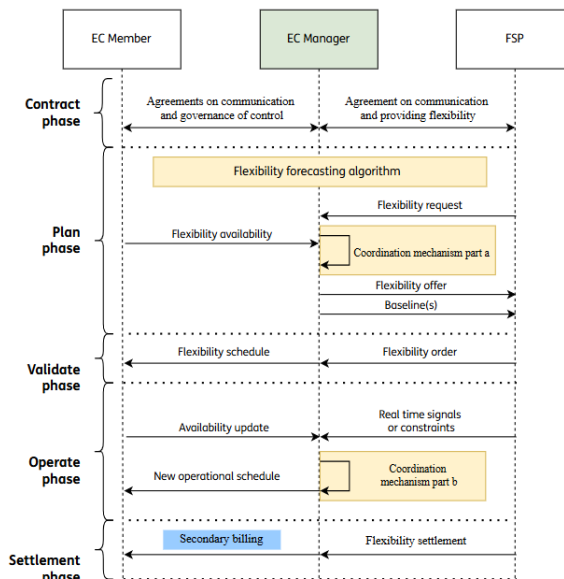 EC Member
EC Manager
FSP
Contract
phase
Agreements on communication
and governance of control
Agreement on communication
and providing flexibility
Flexibility forecasting algorithm
Plan
phase
Flexibility request
Flexibility availability
Coordination mechanism part a
Flexibility offer
Baseline(s)
Validate
phase
Flexibility schedule
Flexibility order
Operate
phase
Availability update
Real time signals
or constraints
New operational schedule
Coordination
mechanism part b
Settlement
phase
Secondary billing
Flexibility settlement